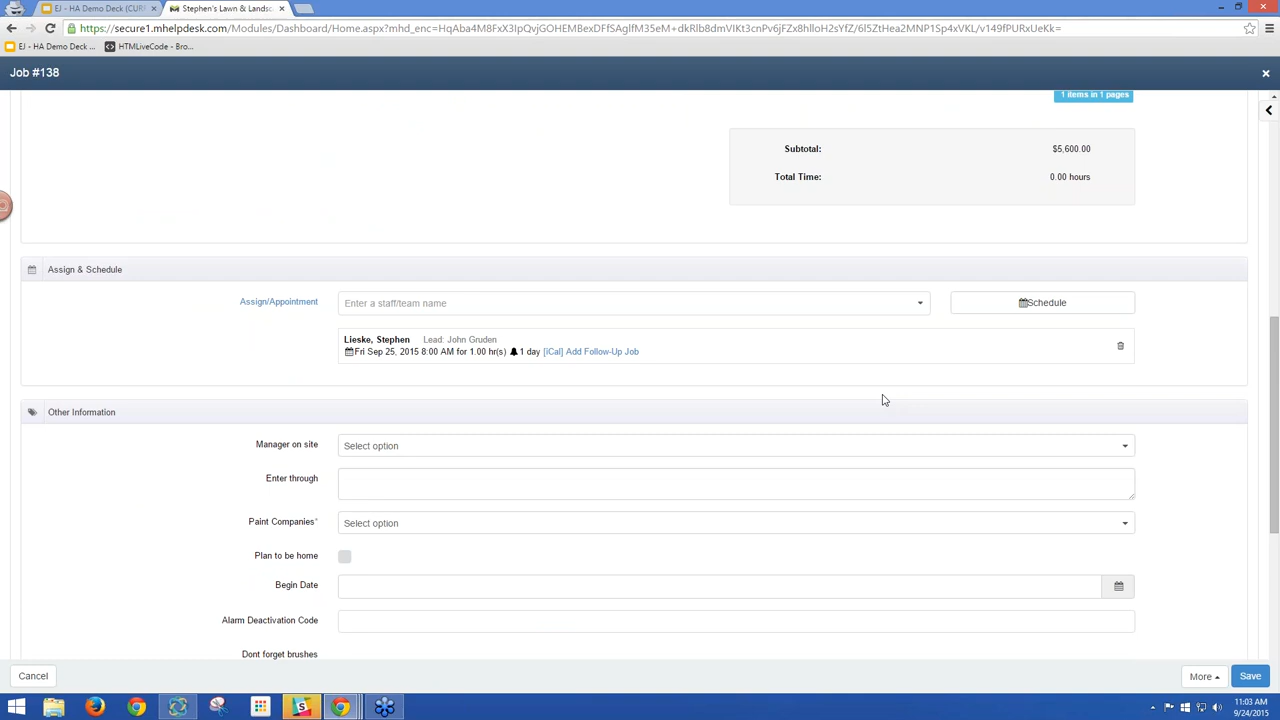 EJ - HA Demo Deck (CUR
Stephen's Lawn & Landsc
https://secure1.mhelpdesk.com/Modules/Dashboard/Home.aspx?mhd_enc=HqAba4M8FxX3IpQvjGOHEMBexDFfSAglfM35eM+dkRlb8dmVIKt3cnPv6jFZx8hlloH2sYfZ/6l5ZtHea2MNP1Sp4xVKL/v149fPURxUeKk=
EJ - HA Demo Deck ...
HTMLiveCode - Bro...
Job #138
1 items in 1 pages
Subtotal: $5,600.00
Total Time: 0.00 hours
Assign & Schedule
Assign/Appointment Enter a staff/team name Schedule
Lieske, Stephen Lead: John Gruden
Fri Sep 25, 2015 8:00 AM for 1.00 hr(s) 1 day [iCal] Add Follow-Up Job
Other Information
Manager on site Select option
Enter through
Paint Companies* Select option
Plan to be home
Begin Date
Alarm Deactivation Code
Dont forget brushes
Cancel More Save
11:03 AM
9/24/2015